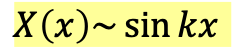 X(x)~ sin kx